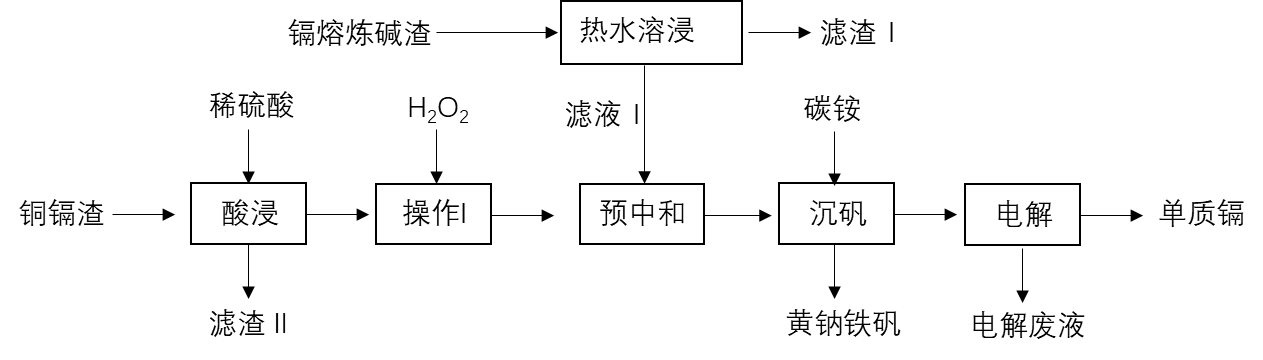 镉熔炼碱渣
热水溶浸
滤渣 I
稀硫酸
H₂O₂
滤液 I
碳铵
铜镉渣
酸浸
操作I
预中和
沉矾
电解
单质镉
滤渣 II
黄钠铁矾
电解废液